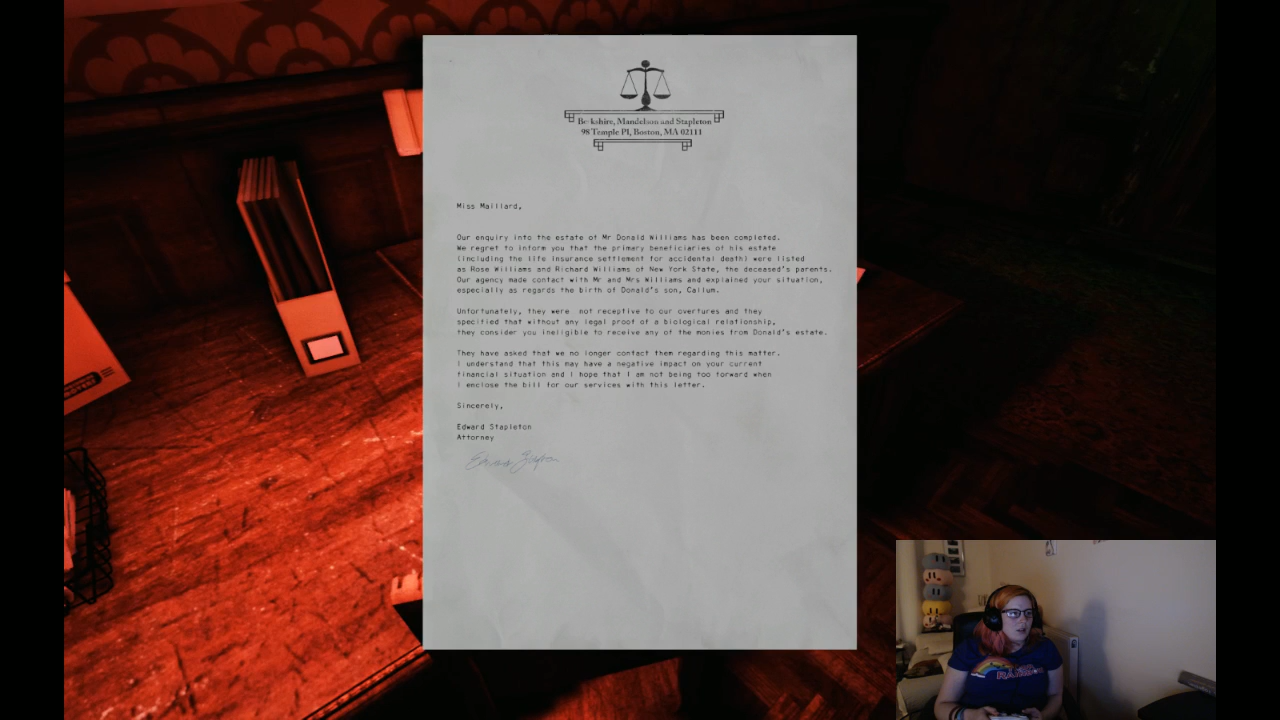 Berkshire, Mandelson and Stapleton
98 Temple Pl, Boston, MA 02111
Miss Maillard,
Our enquiry into the estate of Mr Donald Williams has been completed.
We regret to inform you that the primary beneficiaries of his estate
(including the life insurance settlement for accidental death) were listed
as Rose Williams and Richard Williams of New York State, the deceased's parents.
Our agency made contact with Mr and Mrs Williams and explained your situation,
especially as regards the birth of Donald's son, Callum.
Unfortunately, they were not receptive to our overtures and they
specified that without any legal proof of a biological relationship,
they consider you ineligible to receive any of the monies from Donald's estate.
They have asked that we no longer contact them regarding this matter.
I understand that this may have a negative impact on your current
financial situation and I hope that I am not being too forward when
I enclose the bill for our services with this letter.
Sincerely,
Edward Stapleton
Attorney